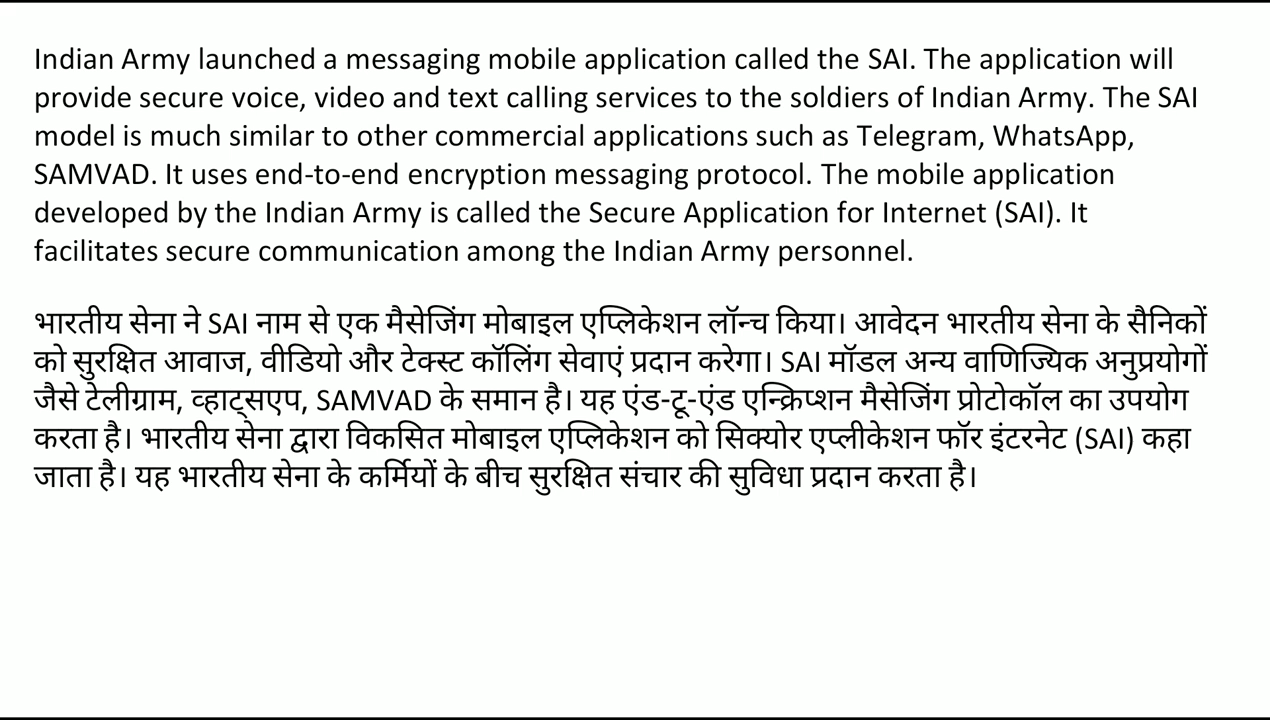 Indian Army launched a messaging mobile application called the SAI. The application will
provide secure voice, video and text calling services to the soldiers of Indian Army. The SAI
model is much similar to other commercial applications such as Telegram, WhatsApp,
SAMVAD. It uses end-to-end encryption messaging protocol. The mobile application
developed by the Indian Army is called the Secure Application for Internet (SAI). It
facilitates secure communication among the Indian Army personnel.
भारतीय सेना ने SAI नाम से एक मैसेजिंग मोबाइल एप्लिकेशन लॉन्च किया। आवेदन भारतीय सेना के सैनिकों
को सुरक्षित आवाज, वीडियो और टेक्स्ट कॉलिंग सेवाएं प्रदान करेगा। SAI मॉडल अन्य वाणिज्यिक अनुप्रयोगों
जैसे टेलीग्राम, व्हाट्सएप, SAMVAD के समान है। यह एंड-टू-एंड एन्क्रिप्शन मैसेजिंग प्रोटोकॉल का उपयोग
करता है। भारतीय सेना द्वारा विकसित मोबाइल एप्लिकेशन को सिक्योर एप्लीकेशन फॉर इंटरनेट (SAI) कहा
जाता है। यह भारतीय सेना के कर्मियों के बीच सुरक्षित संचार की सुविधा प्रदान करता है।